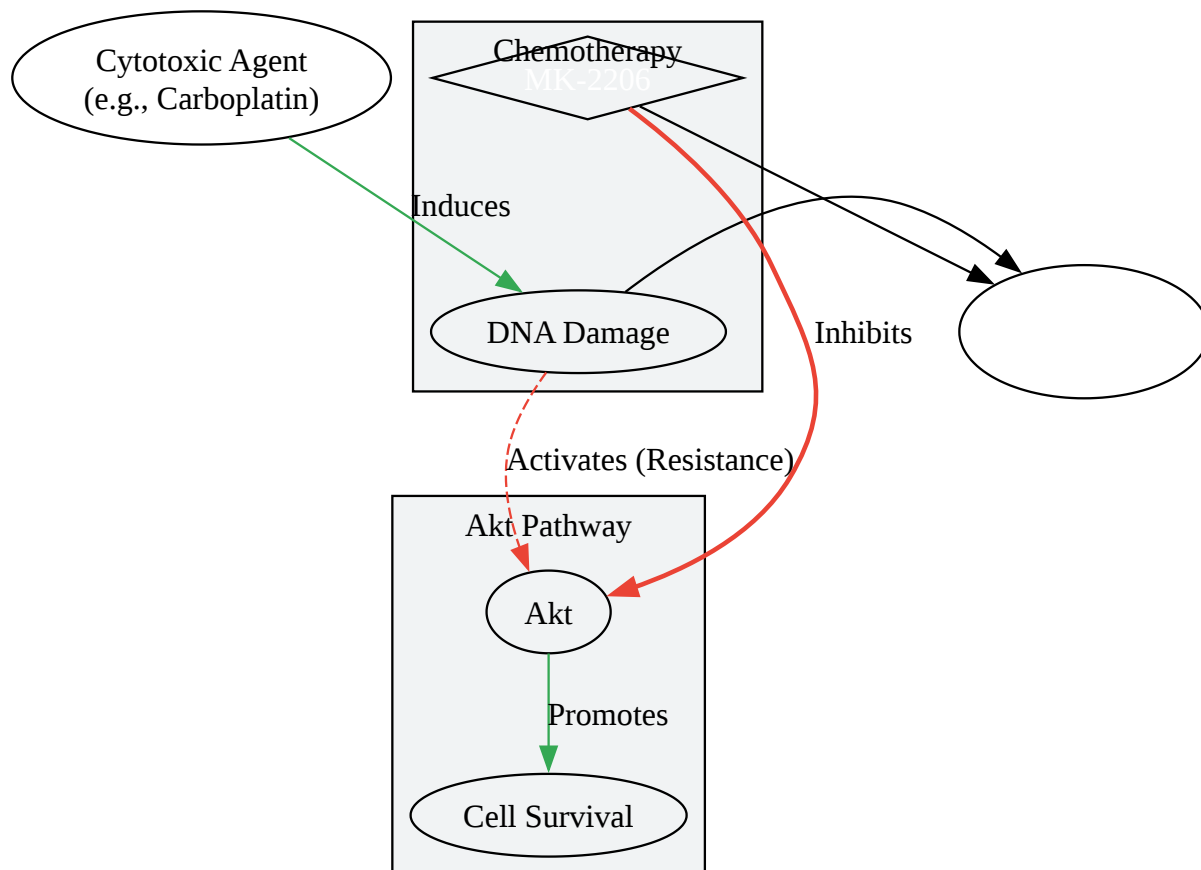 Cytotoxic Agent
(e.g., Carboplatin)
Chemotherapy
MK-2206
Induces
DNA Damage
Inhibits
Activates (Resistance)
Akt Pathway
Akt
Promotes
Cell Survival